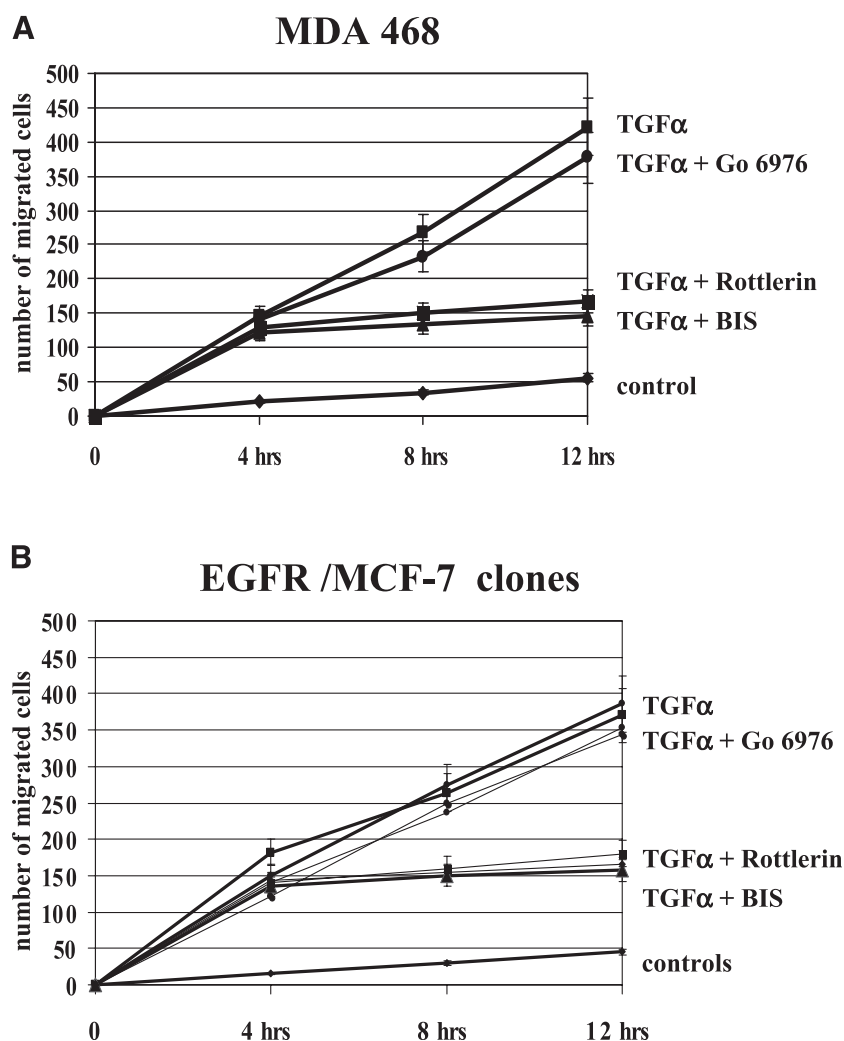 A
MDA 468
number of migrated cells
500
450
400
350
300
250
200
150
100
50
0
0 4 hrs 8 hrs 12 hrs
TGFα
TGFα + Go 6976
TGFα + Rottlerin
TGFα + BIS
control
B
EGFR /MCF-7 clones
number of migrated cells
500
450
400
350
300
250
200
150
100
50
0
0 4 hrs 8 hrs 12 hrs
TGFα
TGFα + Go 6976
TGFα + Rottlerin
TGFα + BIS
controls